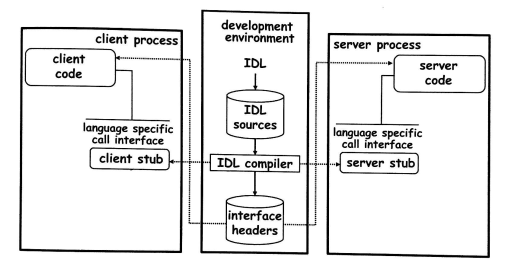 client process
client
code
language specific
call interface
client stub
development
environment
IDL
IDL
sources
IDL compiler
interface
headers
server process
server
code
language specific
call interface
server stub